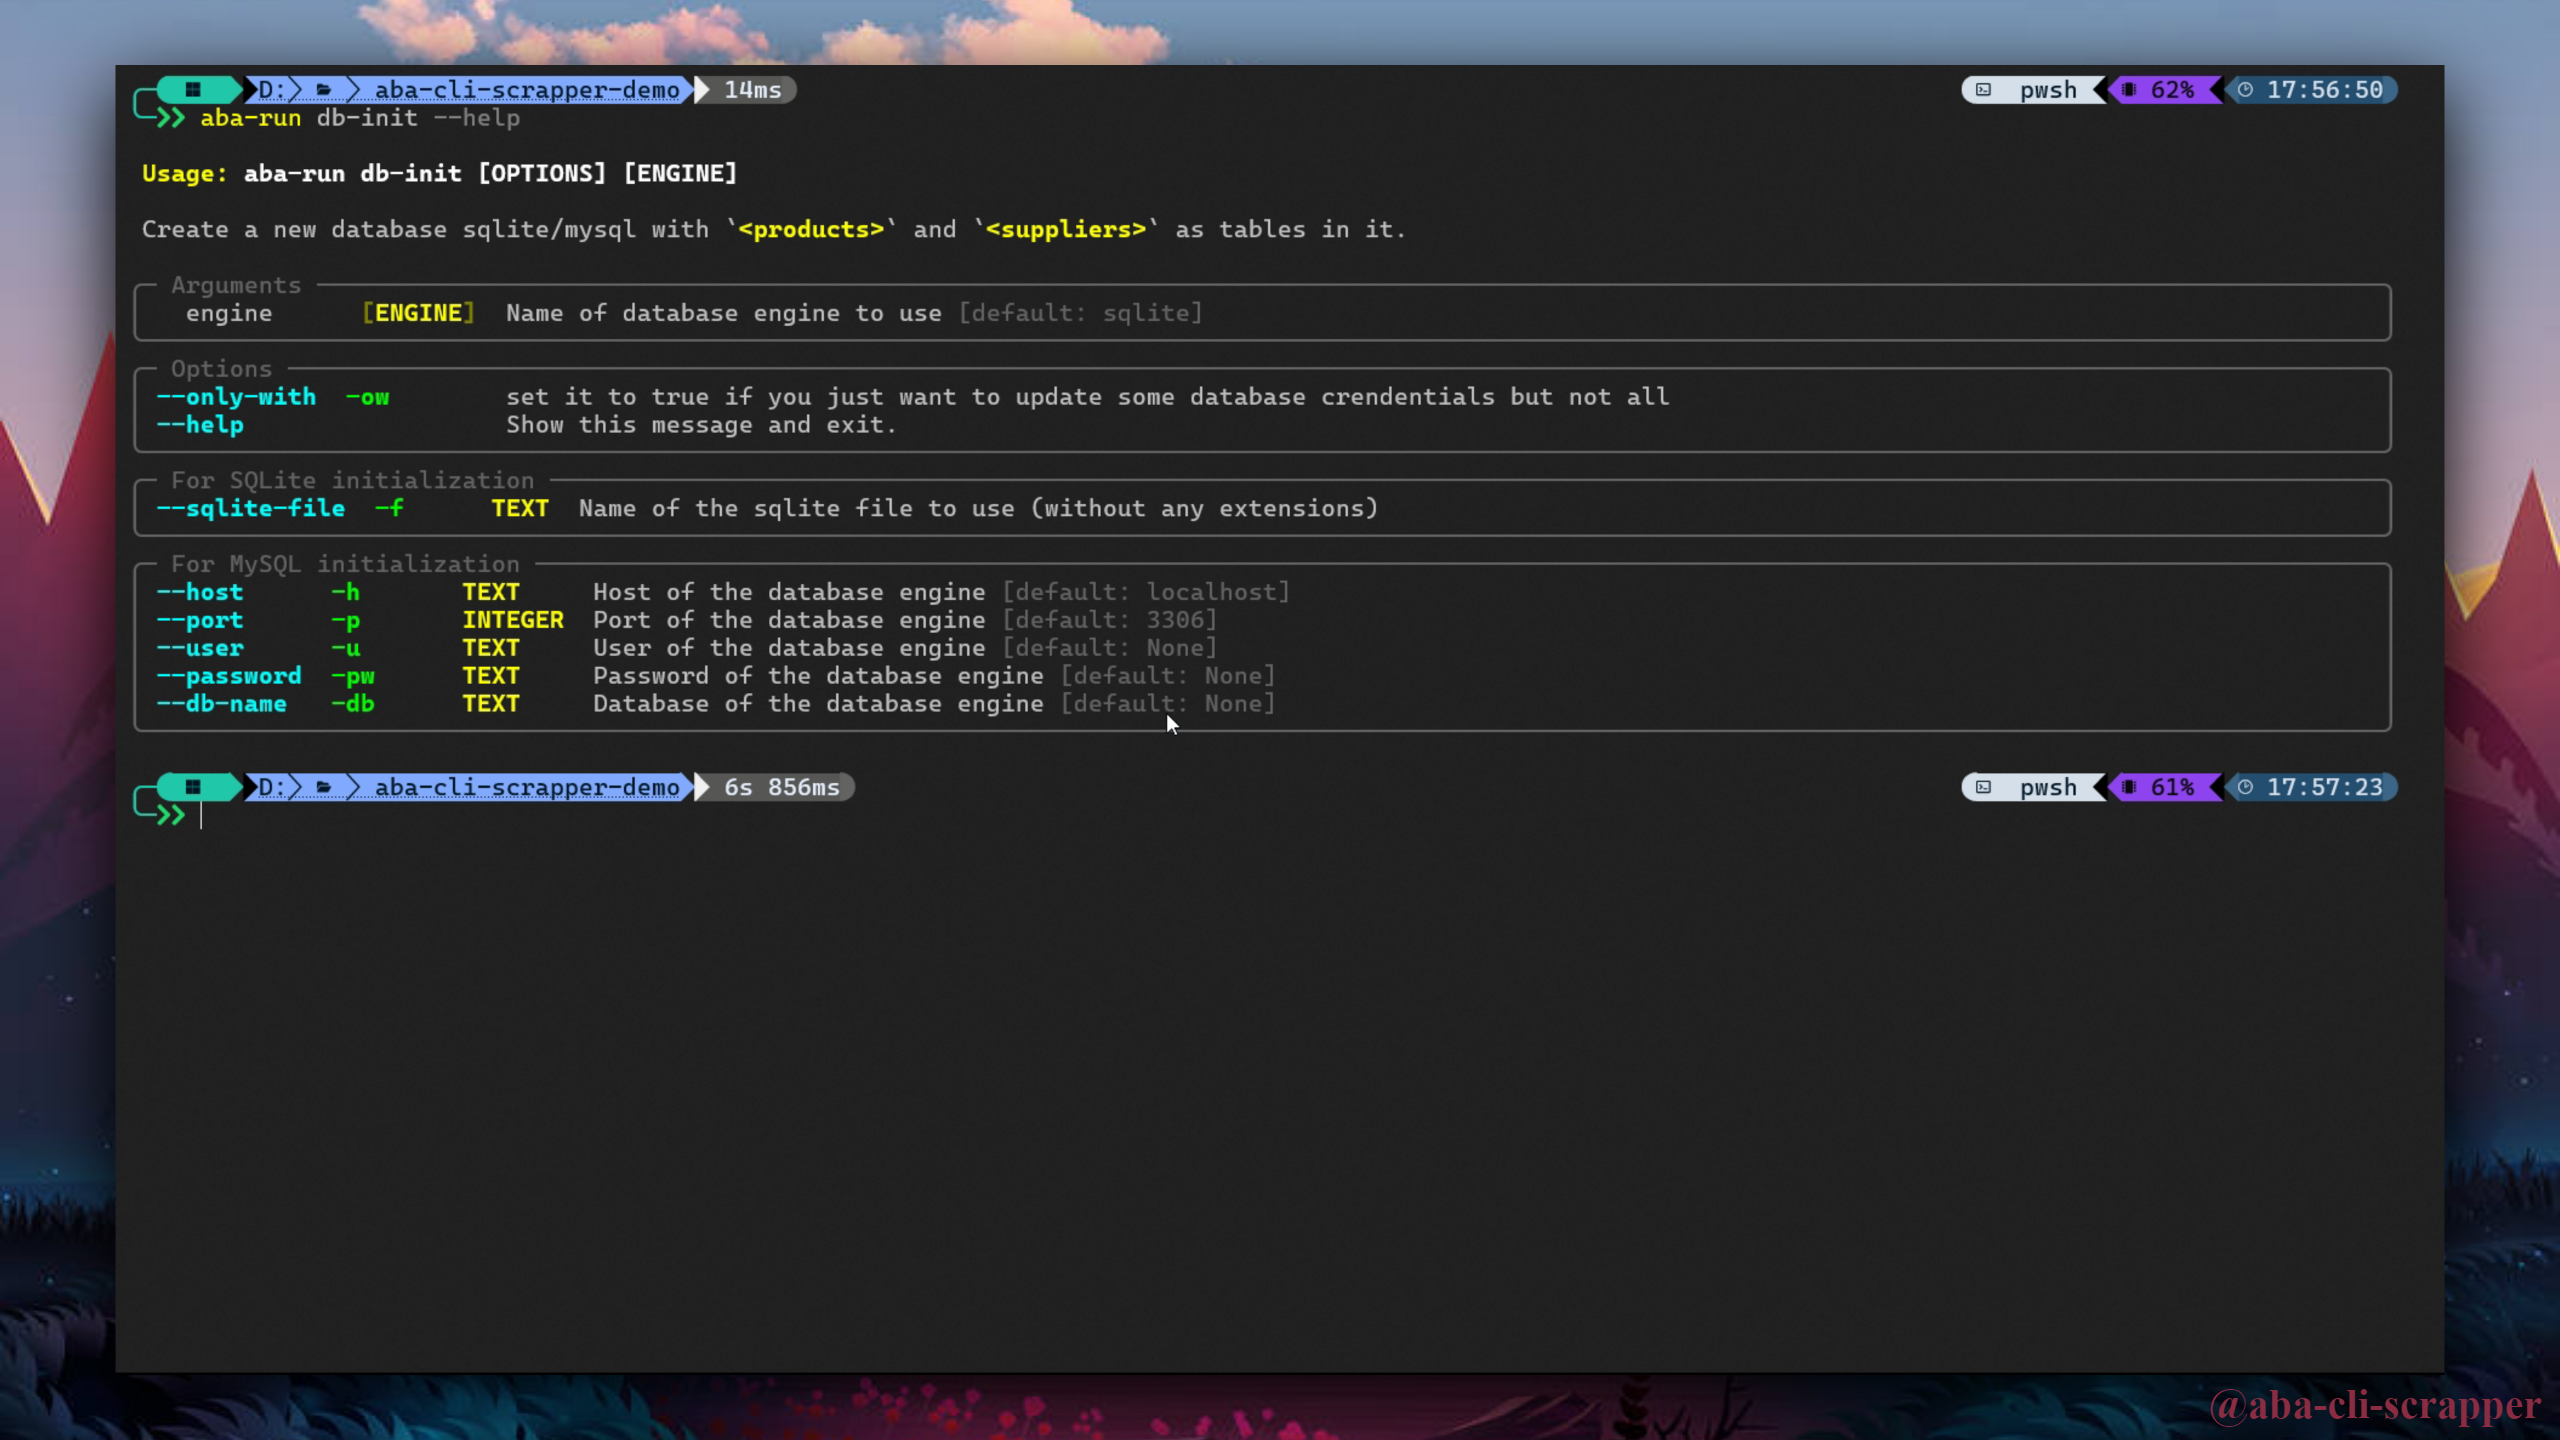 D: aba-cli-scrapper-demo 14ms pwsh 62% 17:56:50
aba-run db-init --help
Usage: aba-run db-init [OPTIONS] [ENGINE]
Create a new database sqlite/mysql with `<products>` and `<suppliers>` as tables in it.
Arguments
engine [ENGINE] Name of database engine to use [default: sqlite]
Options
--only-with -ow set it to true if you just want to update some database crendentials but not all
--help Show this message and exit.
For SQLite initialization
--sqlite-file -f TEXT Name of the sqlite file to use (without any extensions)
For MySQL initialization
--host -h TEXT Host of the database engine [default: localhost]
--port -p INTEGER Port of the database engine [default: 3306]
--user -u TEXT User of the database engine [default: None]
--password -pw TEXT Password of the database engine [default: None]
--db-name -db TEXT Database of the database engine [default: None]
D: aba-cli-scrapper-demo 6s 856ms pwsh 61% 17:57:23
@aba-cli-scrapper